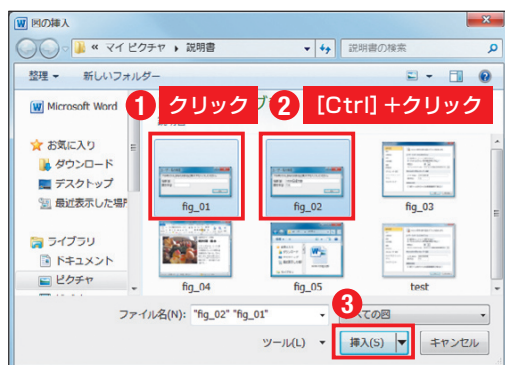 図の挿入
« マイ ピクチャ ▸ 説明書
説明書の検索
整理 新しいフォルダー
Microsoft Word
1 クリック
2 [Ctrl]+クリック
お気に入り
ダウンロード
デスクトップ
最近表示した場所
fig_01
fig_02
fig_03
ライブラリ
ドキュメント
ピクチャ
fig_04
fig_05
test
3
ファイル名(N): "fig_02" "fig_01"
べての図
ツール(L)
挿入(S)
キャンセル